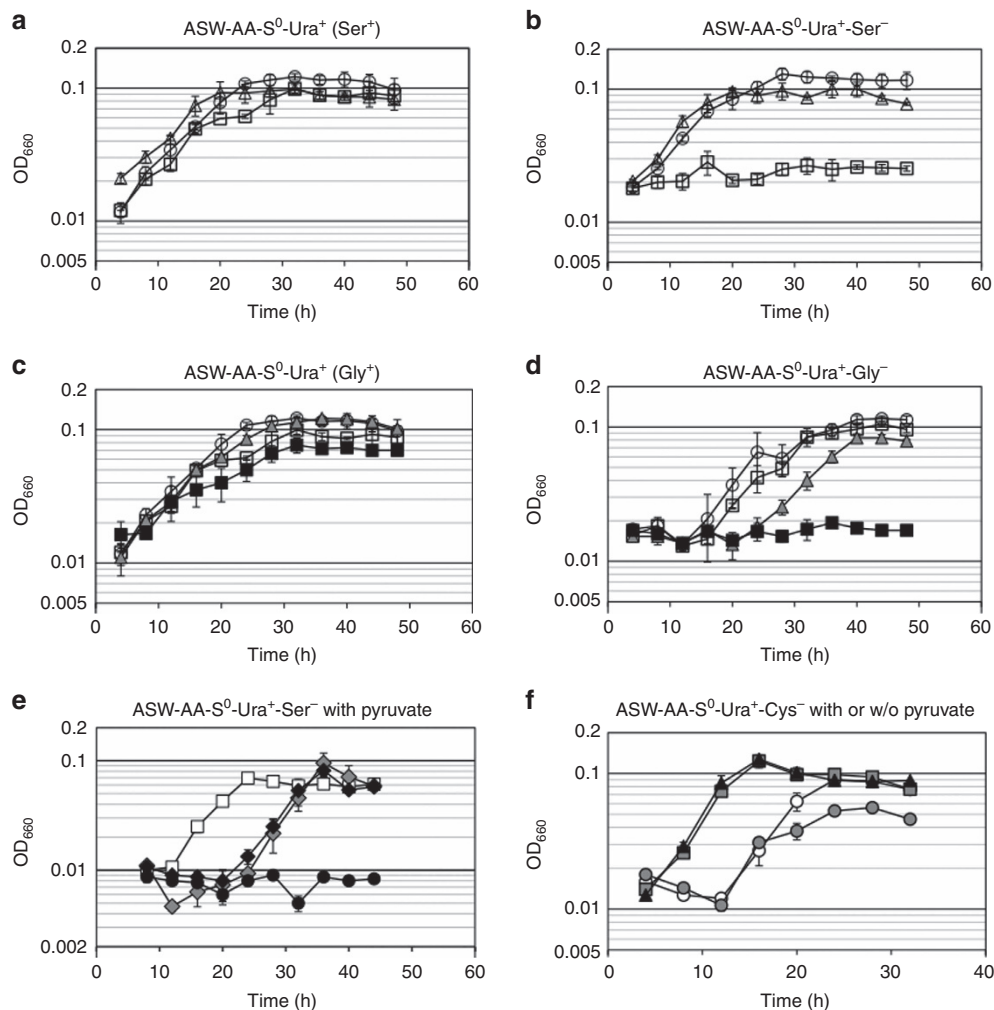 a
ASW-AA-S⁰-Ura⁺ (Ser⁺)
0.2
0.1
0.01
0.005
OD₆₆₀
0 10 20 30 40 50 60
Time (h)
b
ASW-AA-S⁰-Ura⁺-Ser⁻
0.2
0.1
0.01
0.005
OD₆₆₀
0 10 20 30 40 50 60
Time (h)
c
ASW-AA-S⁰-Ura⁺ (Gly⁺)
0.2
0.1
0.01
0.005
OD₆₆₀
0 10 20 30 40 50 60
Time (h)
d
ASW-AA-S⁰-Ura⁺-Gly⁻
0.2
0.1
0.01
0.005
OD₆₆₀
0 10 20 30 40 50 60
Time (h)
e
ASW-AA-S⁰-Ura⁺-Ser⁻ with pyruvate
0.2
0.1
0.01
0.002
OD₆₆₀
0 10 20 30 40 50 60
Time (h)
f
ASW-AA-S⁰-Ura⁺-Cys⁻ with or w/o pyruvate
0.2
0.1
0.01
0.005
OD₆₆₀
0 10 20 30 40
Time (h)